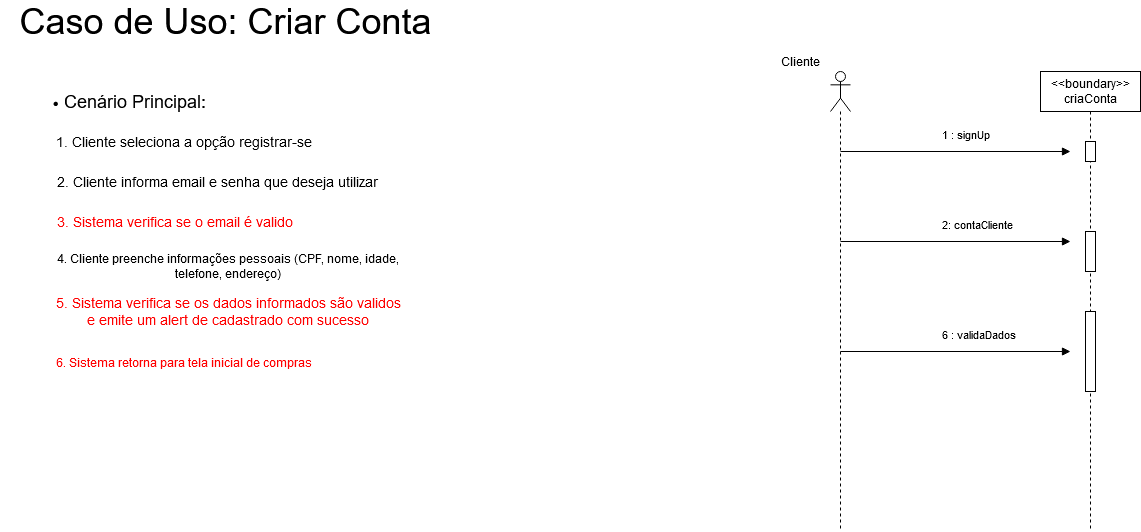 Caso de Uso: Criar Conta
• Cenário Principal:
1. Cliente seleciona a opção registrar-se
2. Cliente informa email e senha que deseja utilizar
3. Sistema verifica se o email é valido
4. Cliente preenche informações pessoais (CPF, nome, idade,
telefone, endereço)
5. Sistema verifica se os dados informados são validos
e emite um alert de cadastrado com sucesso
6. Sistema retorna para tela inicial de compras
Cliente
<<boundary>>
criaConta
1 : signUp
2: contaCliente
6 : validaDados